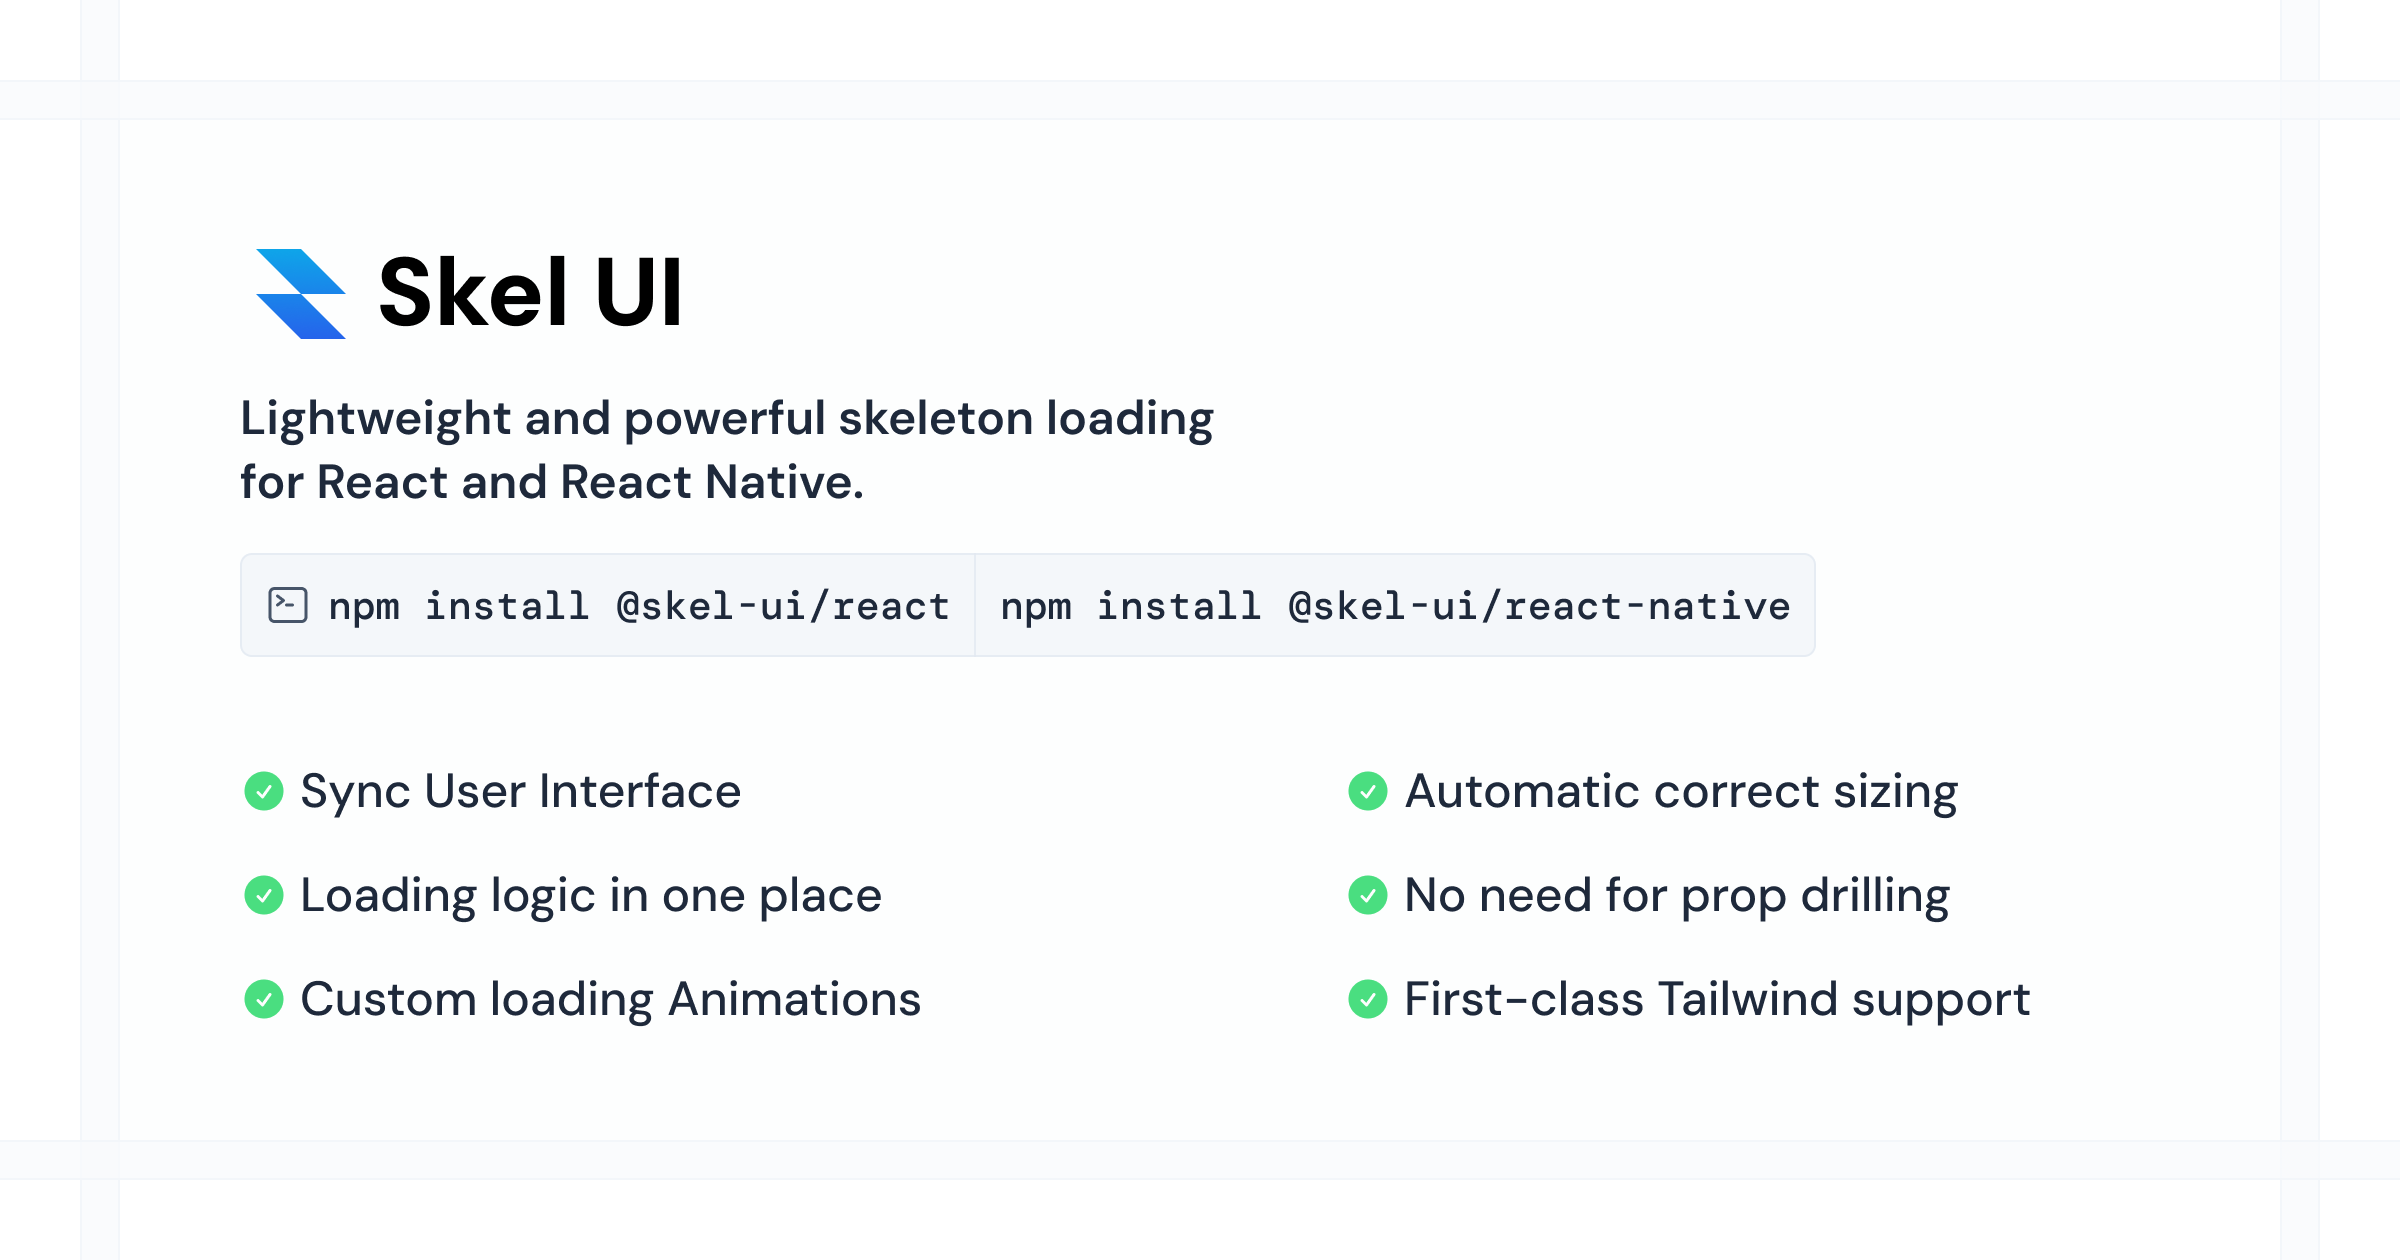 Skel UI
Lightweight and powerful skeleton loading
for React and React Native.
npm install @skel-ui/react
npm install @skel-ui/react-native
Sync User Interface
Automatic correct sizing
Loading logic in one place
No need for prop drilling
Custom loading Animations
First-class Tailwind support